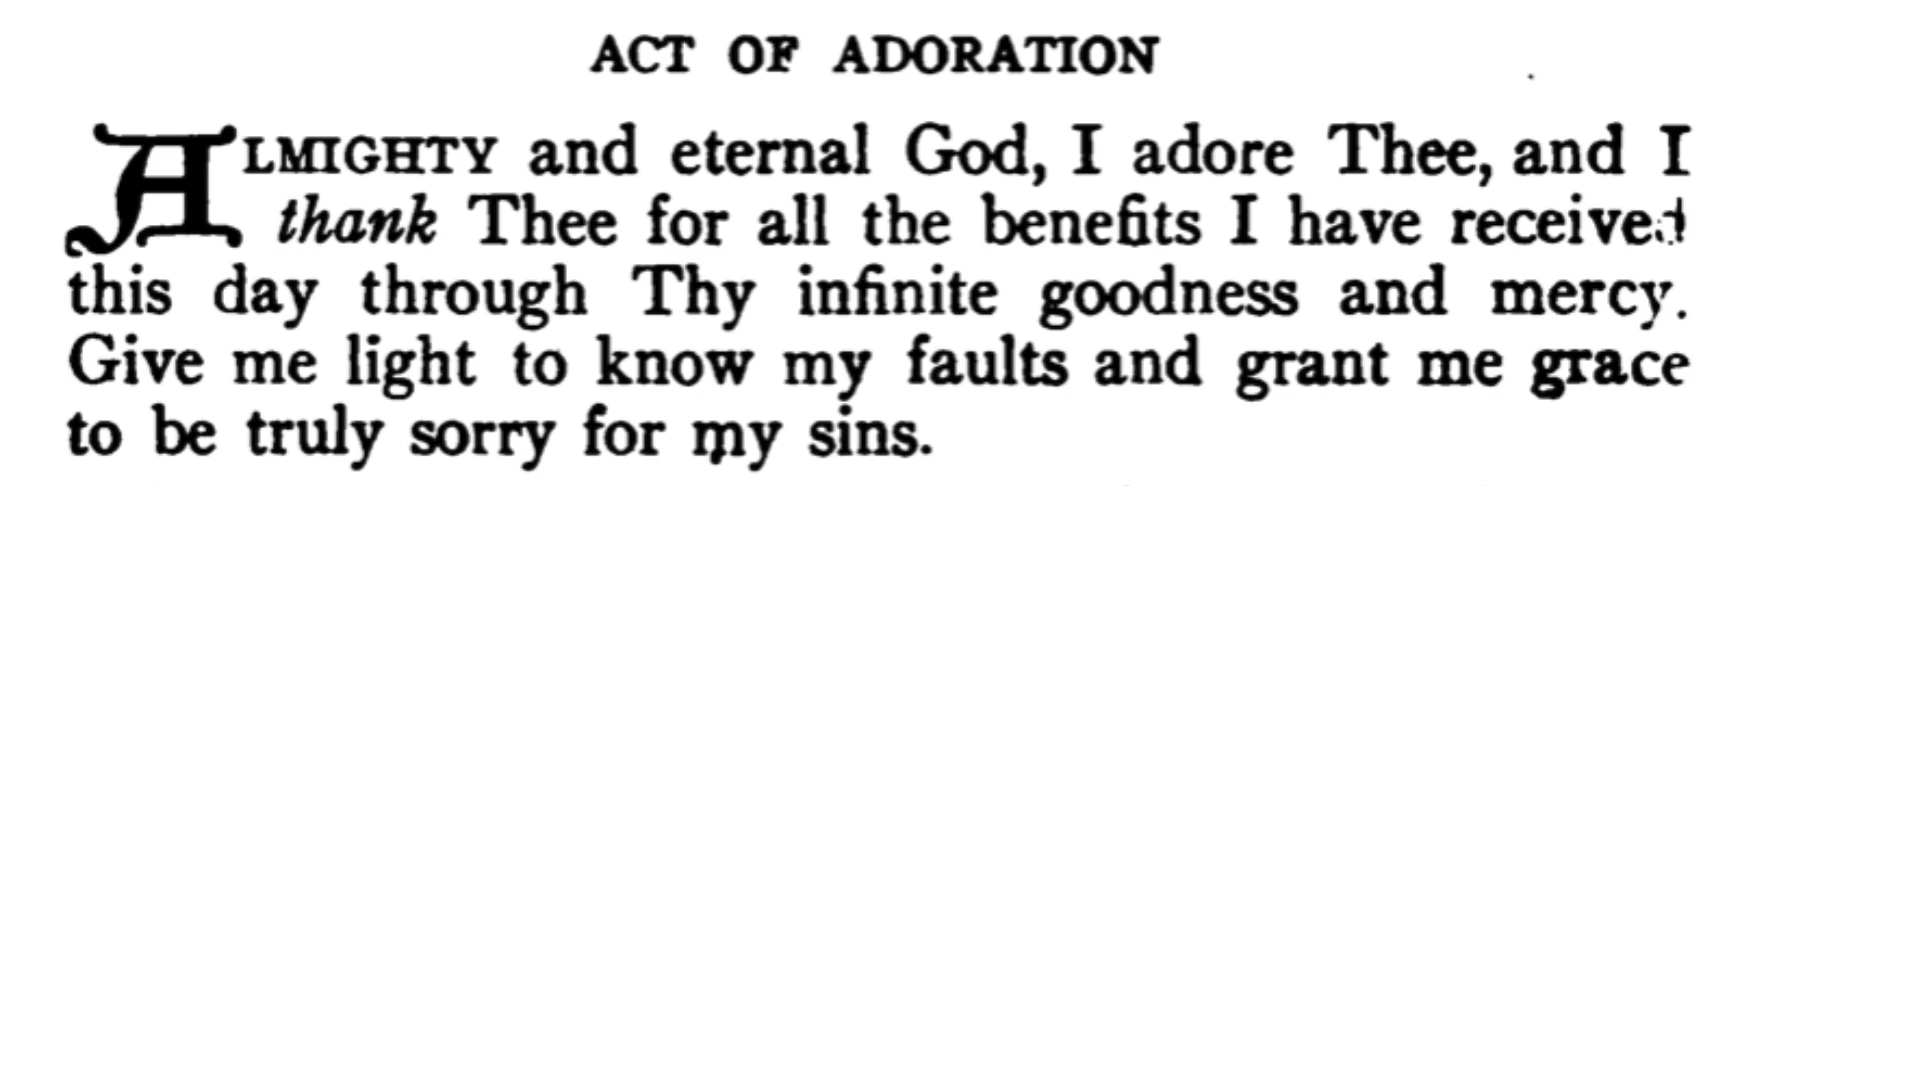 ACT OF ADORATION
ALMIGHTY and eternal God, I adore Thee, and I
thank Thee for all the benefits I have received
this day through Thy infinite goodness and mercy.
Give me light to know my faults and grant me grace
to be truly sorry for my sins.